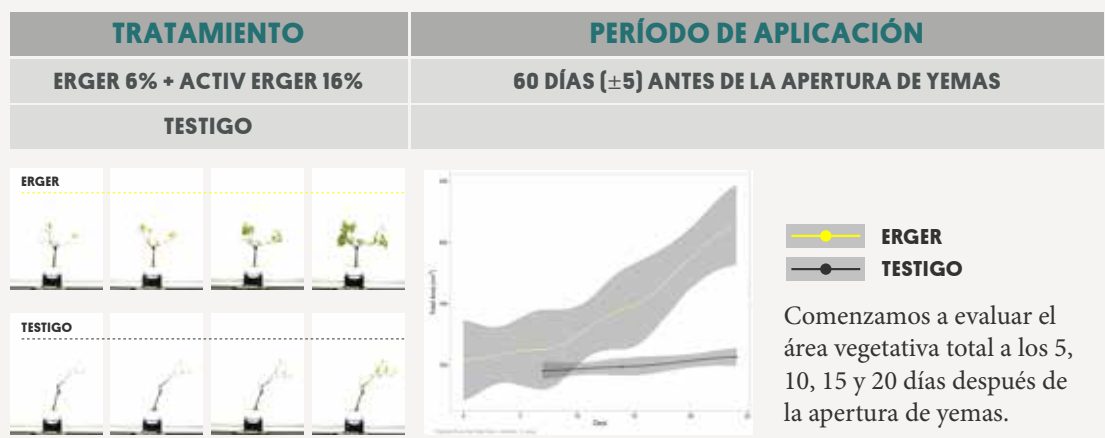 TRATAMIENTO
PERÍODO DE APLICACIÓN
ERGER 6% + ACTIV ERGER 16%
60 DÍAS (±5) ANTES DE LA APERTURA DE YEMAS
TESTIGO
ERGER
TESTIGO
ERGER
TESTIGO
Comenzamos a evaluar el
área vegetativa total a los 5,
10, 15 y 20 días después de
la apertura de yemas.